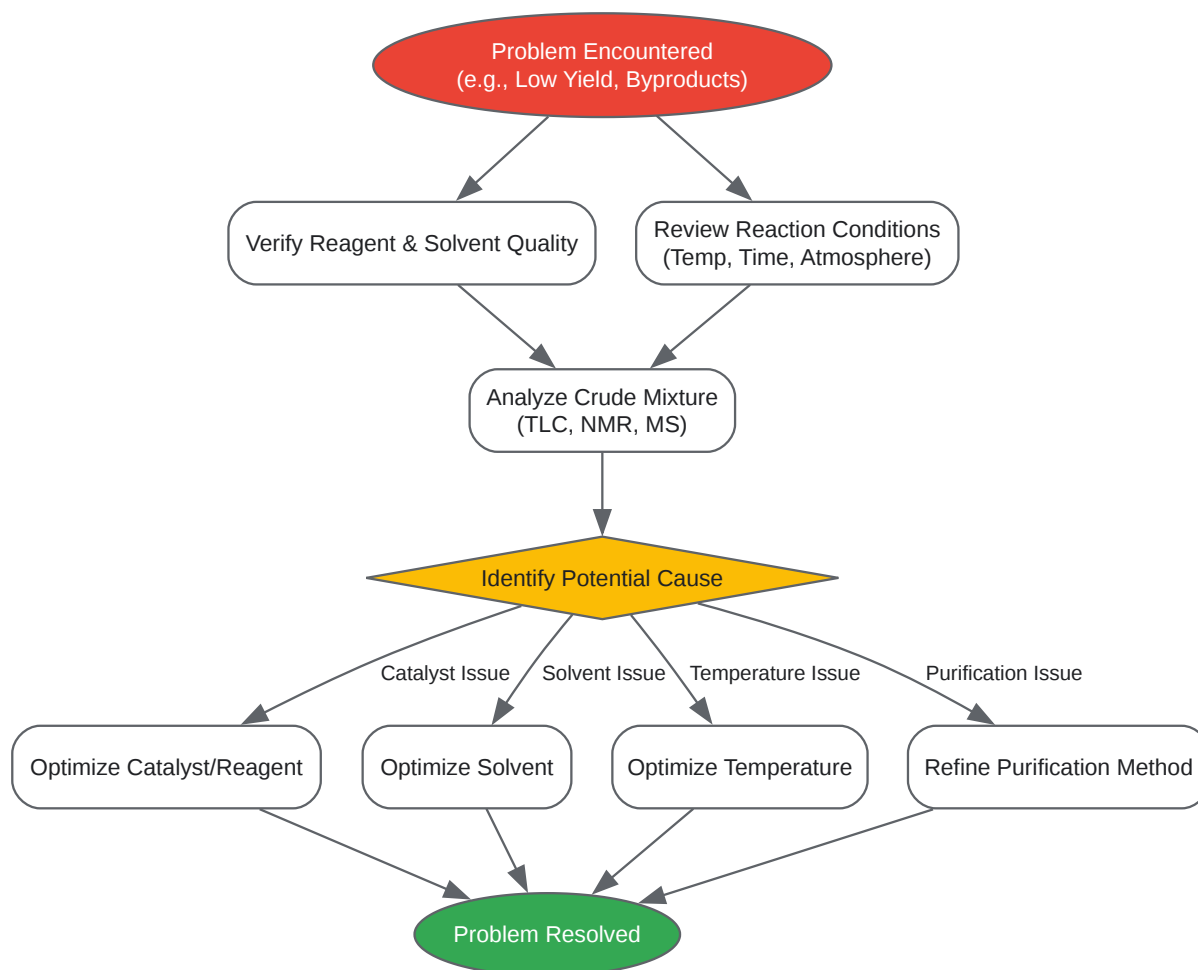 Problem Encountered
(e.g., Low Yield, Byproducts)
Verify Reagent & Solvent Quality
Review Reaction Conditions
(Temp, Time, Atmosphere)
Analyze Crude Mixture
(TLC, NMR, MS)
Identify Potential Cause
Catalyst Issue
Solvent Issue
Temperature Issue
Purification Issue
Optimize Catalyst/Reagent
Optimize Solvent
Optimize Temperature
Refine Purification Method
Problem Resolved